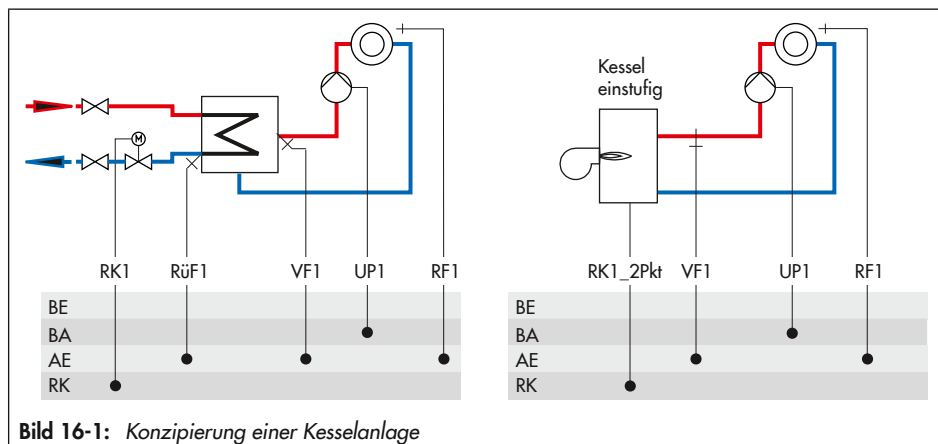 Kessel
einstufig
M
RK1 RüF1 VF1 UP1 RF1
RK1_2Pkt VF1 UP1 RF1
BE
BA
AE
RK
BE
BA
AE
RK
Bild 16-1: Konzipierung einer Kesselanlage